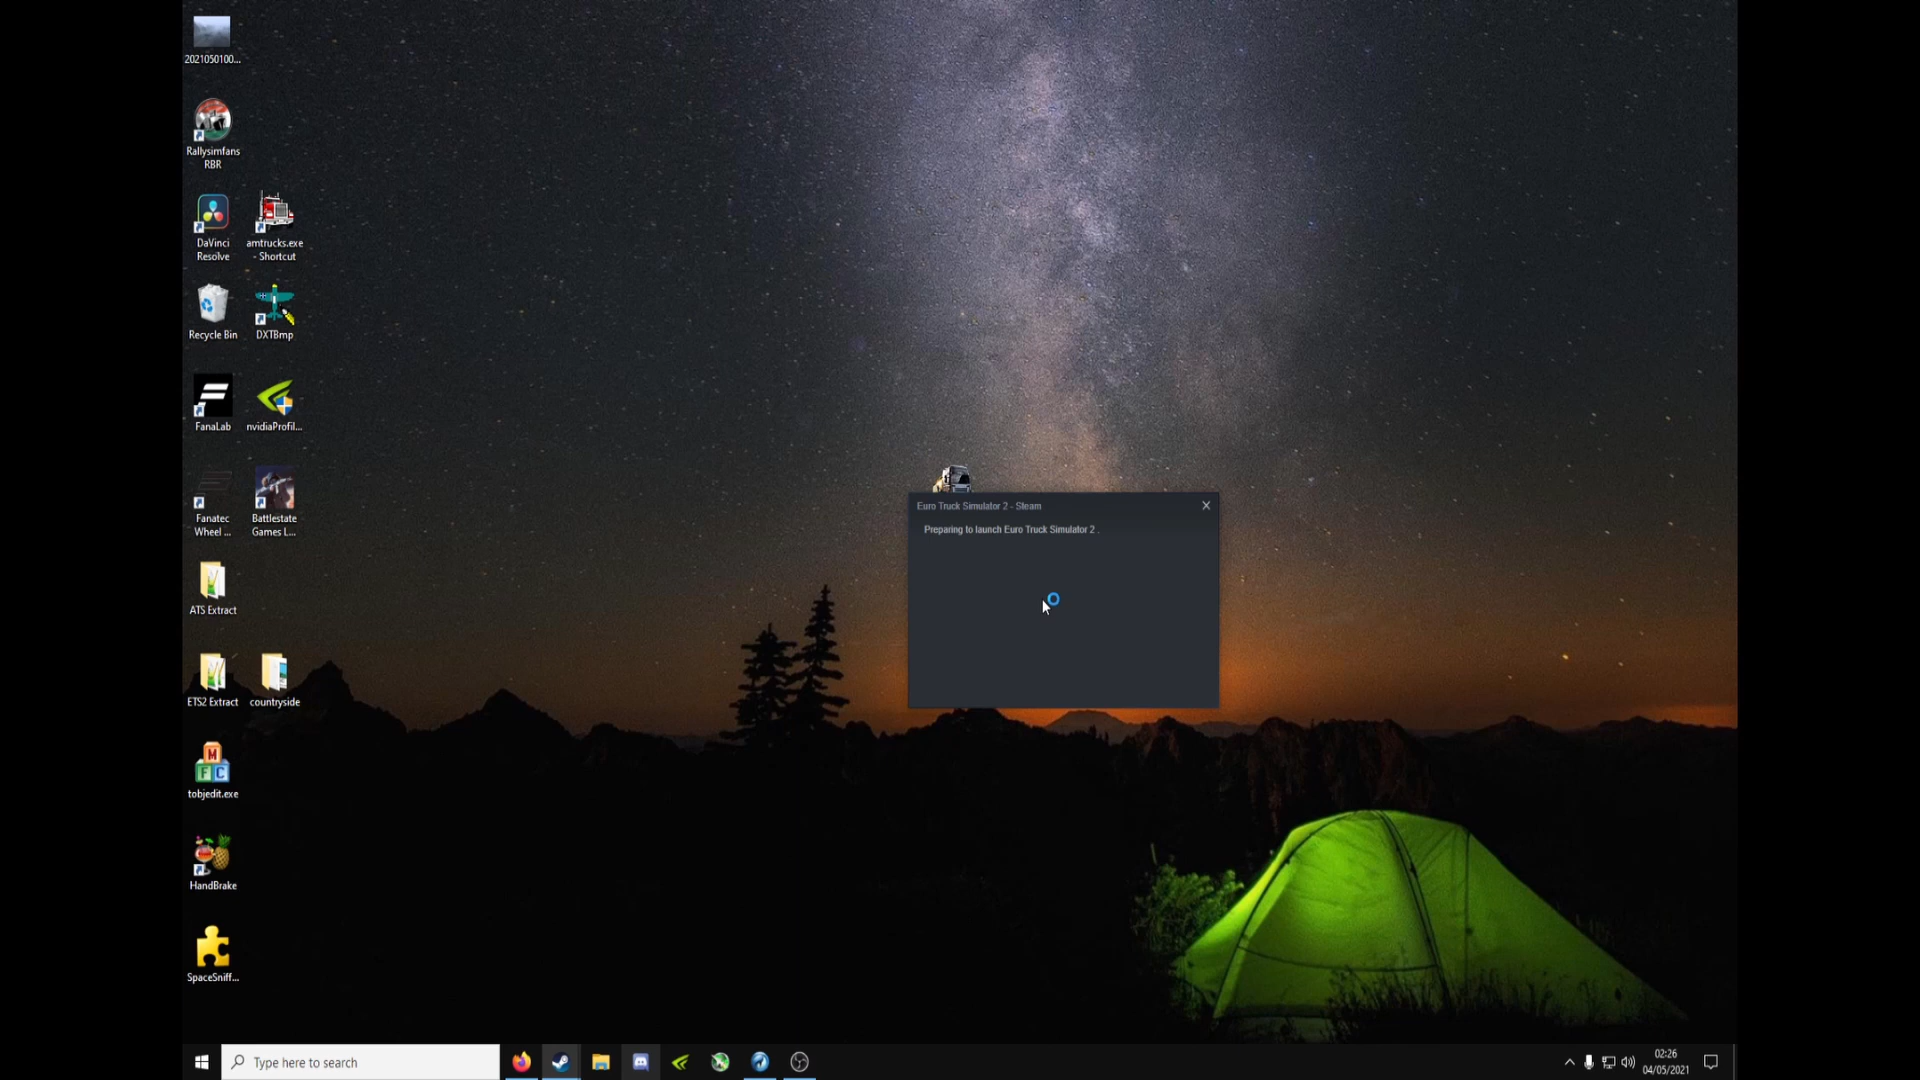 2021050100...
Rallysimfans
RBR
DaVinci
Resolve
amtrucks.exe
- Shortcut
Recycle Bin
DXTBmp
FanaLab
nvidiaProfil...
Fanatec
Wheel ...
Battlestate
Games L...
ATS Extract
ETS2 Extract
countryside
M
F C
tobjedit.exe
HandBrake
SpaceSniff...
Euro Truck Simulator 2 - Steam
Preparing to launch Euro Truck Simulator 2 .
Type here to search
02:26
04/05/2021